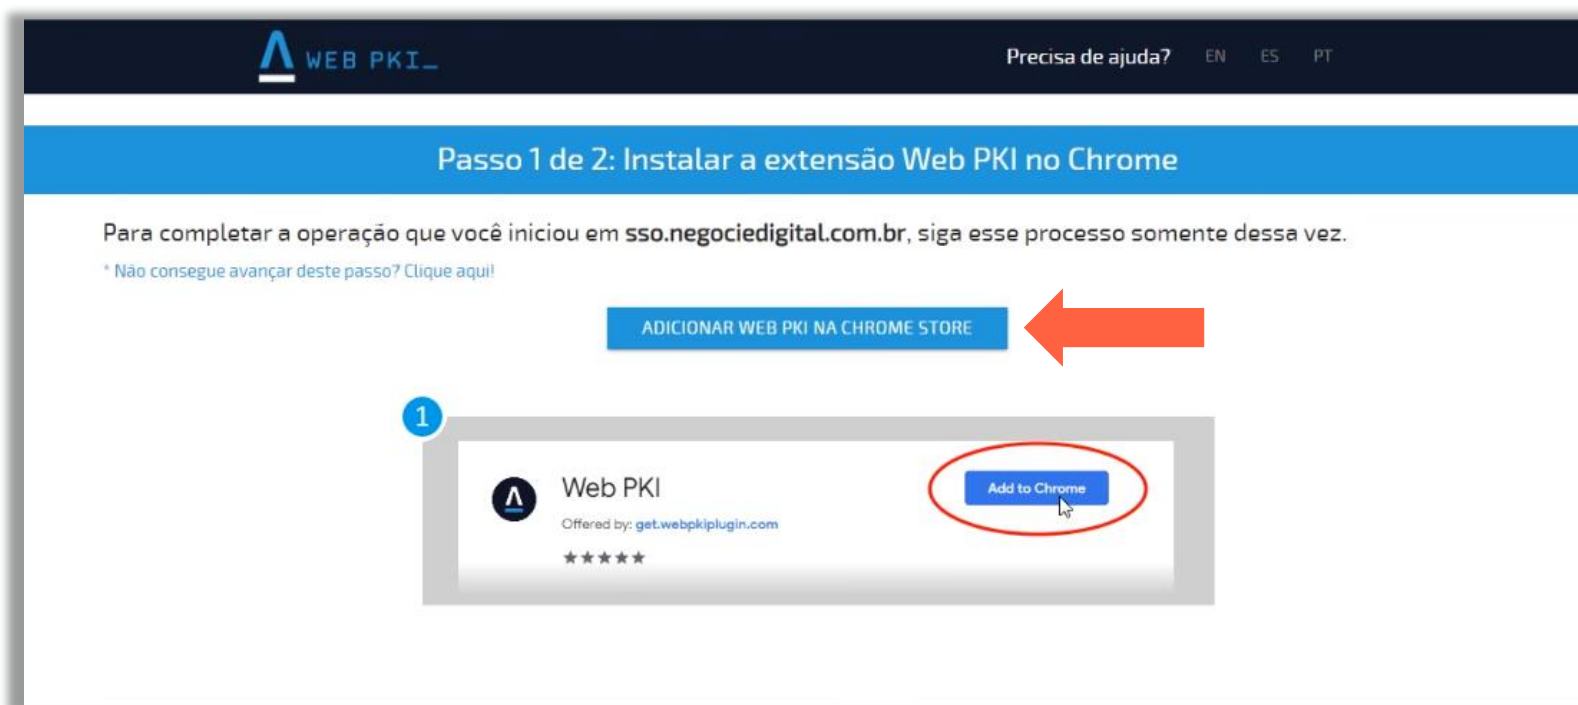 WEB PKI_
Precisa de ajuda? EN ES PT
Passo 1 de 2: Instalar a extensão Web PKI no Chrome
Para completar a operação que você iniciou em sso.negociedigital.com.br, siga esse processo somente dessa vez.
* Não consegue avançar deste passo? Clique aqui!
ADICIONAR WEB PKI NA CHROME STORE
1
Web PKI
Add to Chrome
Offered by: get.webpkiplugin.com